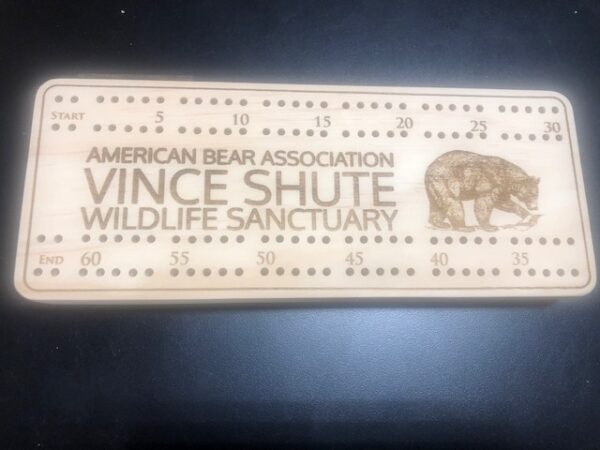 START 5 10 15 20 25 30
AMERICAN BEAR ASSOCIATION
VINCE SHUTE
WILDLIFE SANCTUARY
END 60 55 50 45 40 35